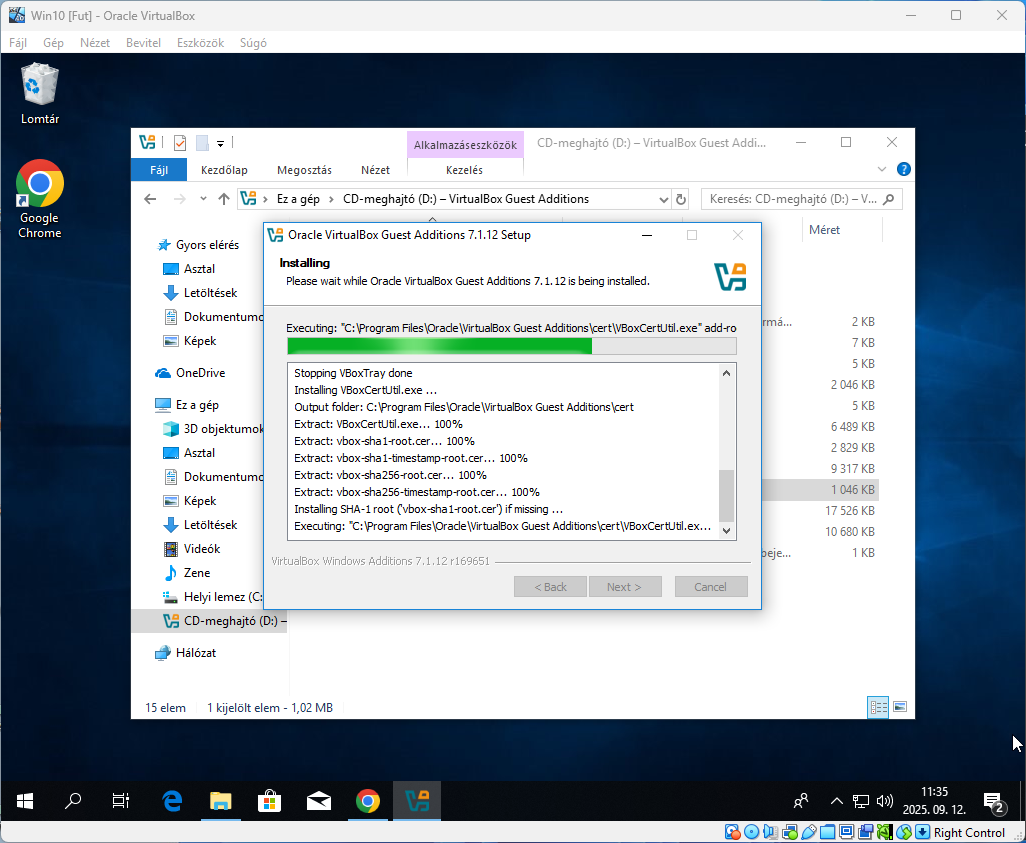 Win10 [Fut] - Oracle VirtualBox
Fájl Gép Nézet Bevitel Eszközök Súgó
Lomtár
Google
Chrome
Alkalmazáseszközök CD-meghajtó (D:) – VirtualBox Guest Addi...
Fájl Kezdőlap Megosztás Nézet Kezelés
Ez a gép CD-meghajtó (D:) – VirtualBox Guest Additions Keresés: CD-meghajtó (D:) – V...
Méret
Gyors elérés
Asztal
Letöltések
Képek
OneDrive
Ez a gép
3D objektumok
Asztal
Képek
Letöltések
Videók
Zene
Helyi lemez (C:
CD-meghajtó (D:) –
Hálózat
Oracle VirtualBox Guest Additions 7.1.12 Setup
Installing
Please wait while Oracle VirtualBox Guest Additions 7.1.12 is being installed.
Executing: "C:\Program Files\Oracle\VirtualBox Guest Additions\cert\VBoxCertUtil.exe" add-ro
Stopping VBoxTray done
Installing VBoxCertUtil.exe ...
Output folder: C:\Program Files\Oracle\VirtualBox Guest Additions\cert
Extract: VBoxCertUtil.exe... 100%
Extract: vbox-sha1-root.cer... 100%
Extract: vbox-sha1-timestamp-root.cer... 100%
Extract: vbox-sha256-root.cer... 100%
Extract: vbox-sha256-timestamp-root.cer... 100%
Installing SHA-1 root ('vbox-sha1-root.cer') if missing ...
Executing: "C:\Program Files\Oracle\VirtualBox Guest Additions\cert\VBoxCertUtil.ex...
VirtualBox Windows Additions 7.1.12 r169651
< Back Next > Cancel
2 KB
7 KB
5 KB
2 046 KB
5 KB
6 489 KB
2 829 KB
9 317 KB
1 046 KB
17 526 KB
10 680 KB
1 KB
15 elem 1 kijelölt elem - 1,02 MB
11:35
2025. 09. 12.
2
Right Control